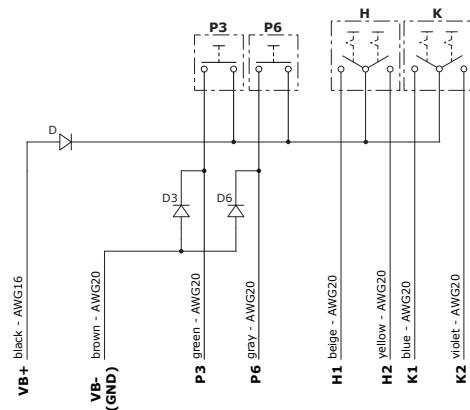 P3
P6
H
K
D
D3
D6
black - AWG16
VB+
brown - AWG20
VB-
(GND)
green - AWG20
P3
gray - AWG20
P6
beige - AWG20
H1
yellow - AWG20
H2
blue - AWG20
K1
violet - AWG20
K2